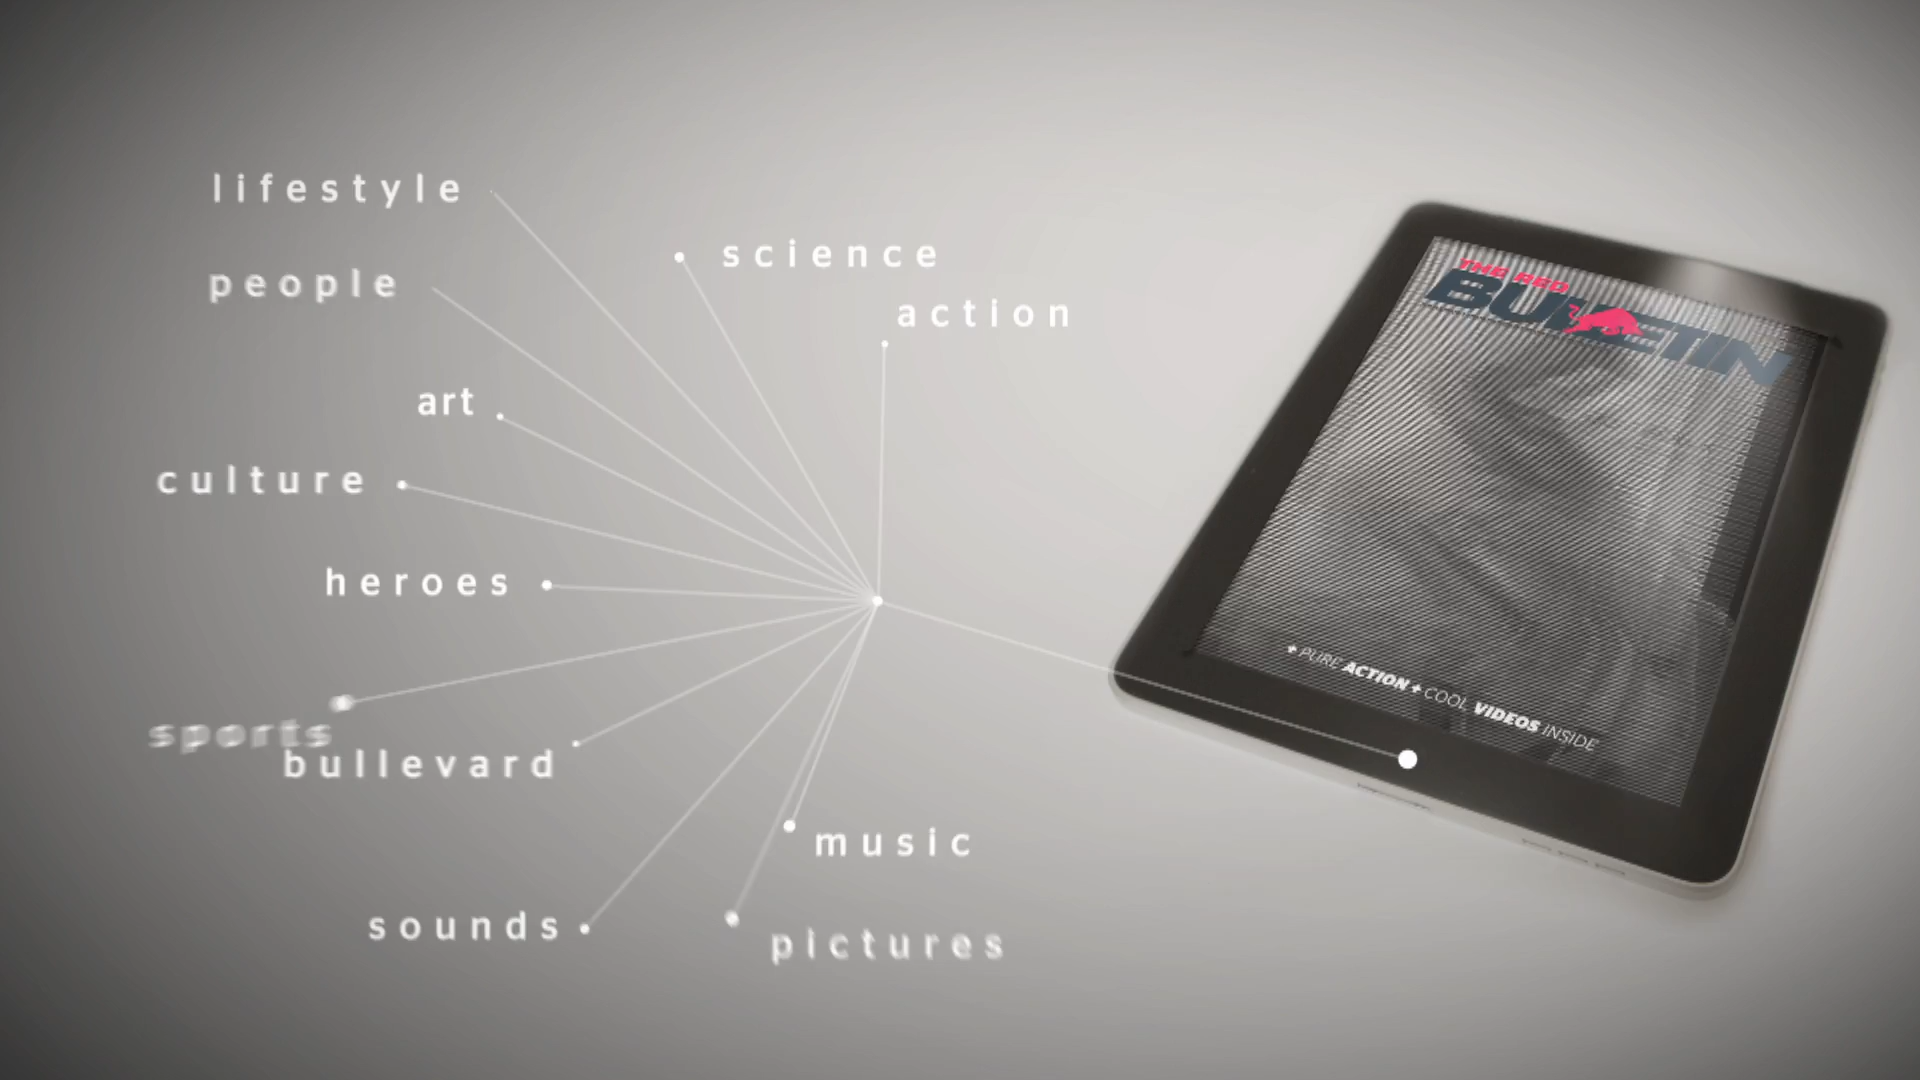 lifestyle
people
science
action
art
culture
heroes
sports
bullevard
music
sounds
pictures
THE RED
BULLETIN
+ PURE ACTION + COOL VIDEOS INSIDE